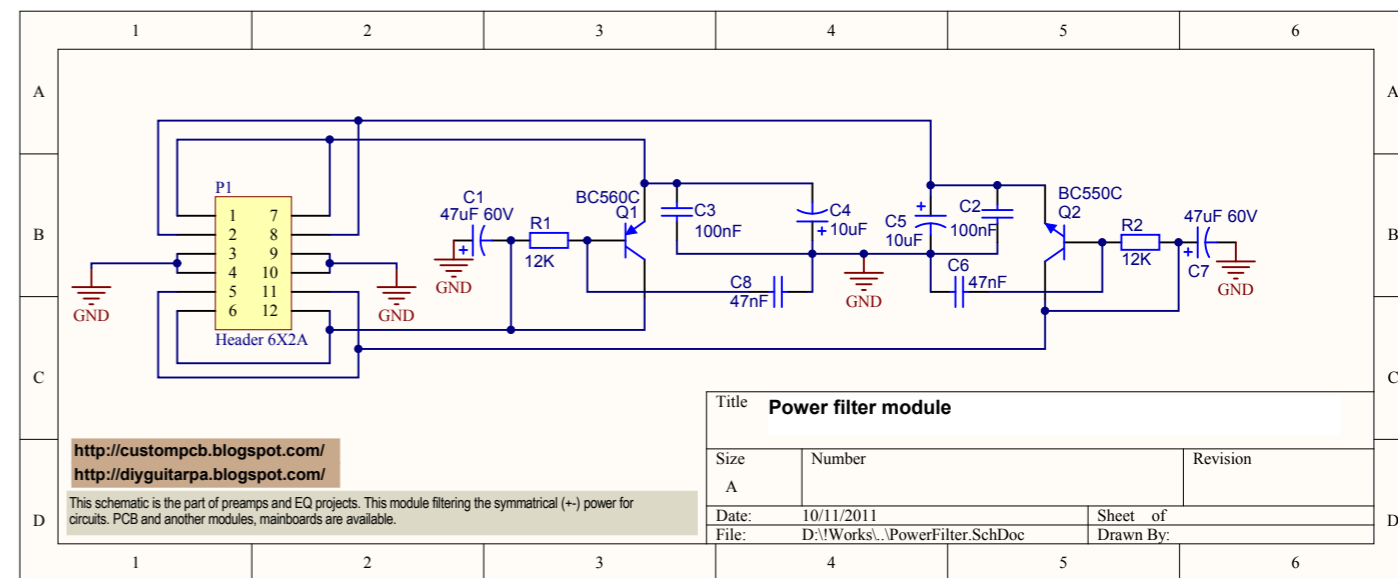 1 2 3 4 5 6
A A
B B
C C
D D
P1
1 7
2 8
3 9
4 10
5 11
6 12
Header 6X2A
GND
GND
C1
47uF 60V
+
GND
R1
12K
BC560C
Q1
C3
100nF
C4
+10uF
C8
47nF
GND
+
C5
10uF
C2
100nF
C6
47nF
BC550C
Q2
R2
12K
47uF 60V
+
C7
GND
http://custompcb.blogspot.com/
http://diyguitarpa.blogspot.com/
This schematic is the part of preamps and EQ projects. This module filtering the symmatrical (+-) power for
circuits. PCB and another modules, mainboards are available.
Title Power filter module
Size Number Revision
A
Date: 10/11/2011 Sheet of
File: D:\!Works\..\PowerFilter.SchDoc Drawn By:
1 2 3 4 5 6